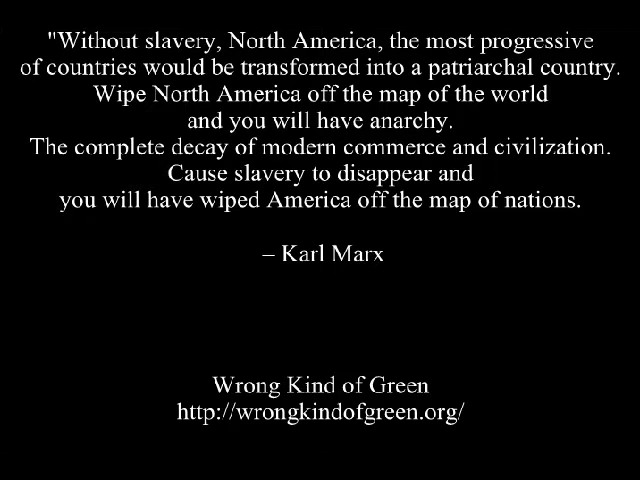 "Without slavery, North America, the most progressive
of countries would be transformed into a patriarchal country.
Wipe North America off the map of the world
and you will have anarchy.
The complete decay of modern commerce and civilization.
Cause slavery to disappear and
you will have wiped America off the map of nations.
– Karl Marx
Wrong Kind of Green
http://wrongkindofgreen.org/